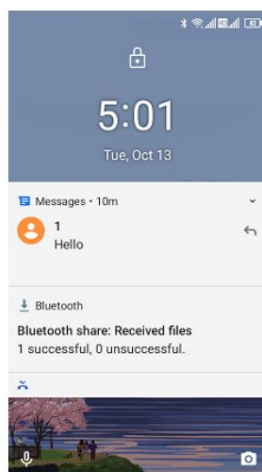 5:01
Tue, Oct 13
Messages • 10m
1
Hello
Bluetooth
Bluetooth share: Received files
1 successful, 0 unsuccessful.